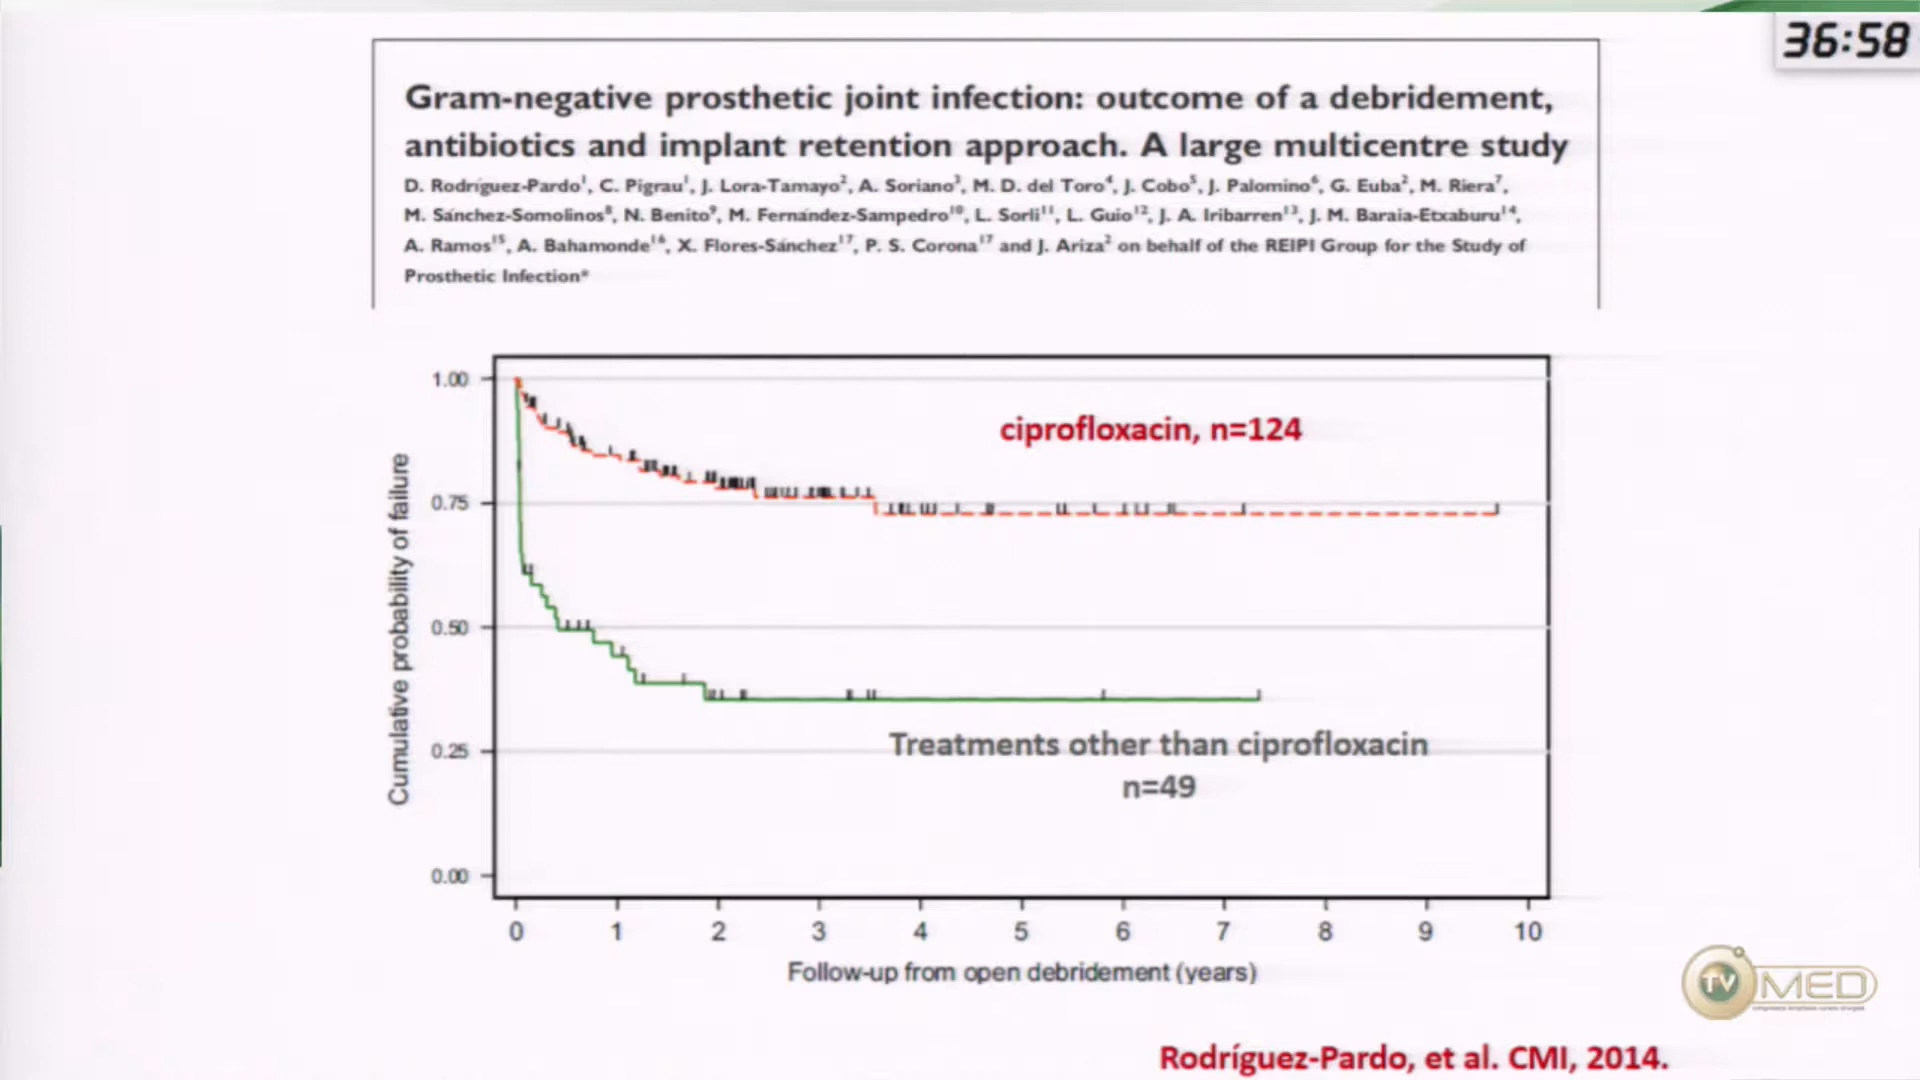 36:58
Gram-negative prosthetic joint infection: outcome of a debridement,
antibiotics and implant retention approach. A large multicentre study
D. Rodríguez-Pardo¹, C. Pigrau¹, J. Lora-Tamayo², A. Soriano³, M. D. del Toro⁴, J. Cobo⁵, J. Palomino⁶, G. Euba², M. Riera⁷,
M. Sánchez-Somolinos⁸, N. Benito⁹, M. Fernández-Sampedro¹⁰, L. Sorli¹¹, L. Guio¹², J. A. Iribarren¹³, J. M. Baraia-Etxaburu¹⁴,
A. Ramos¹⁵, A. Bahamonde¹⁶, X. Flores-Sánchez¹⁷, P. S. Corona¹⁷ and J. Ariza² on behalf of the REIPI Group for the Study of
Prosthetic Infection*
Cumulative probability of failure
1.00
0.75
0.50
0.25
0.00
ciprofloxacin, n=124
Treatments other than ciprofloxacin
n=49
0 1 2 3 4 5 6 7 8 9 10
Follow-up from open debridement (years)
TV MED
Rodríguez-Pardo, et al. CMI, 2014.